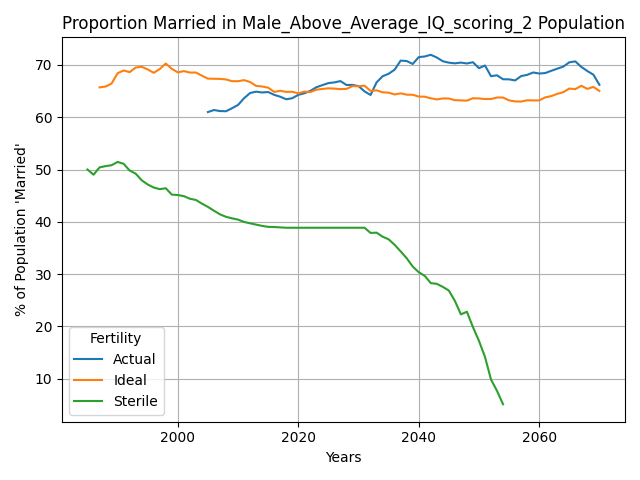 Proportion Married in Male_Above_Average_IQ_scoring_2 Population
70
60
50
40
30
20
10
% of Population 'Married'
Fertility
Actual
Ideal
Sterile
2000
2020
2040
2060
Years